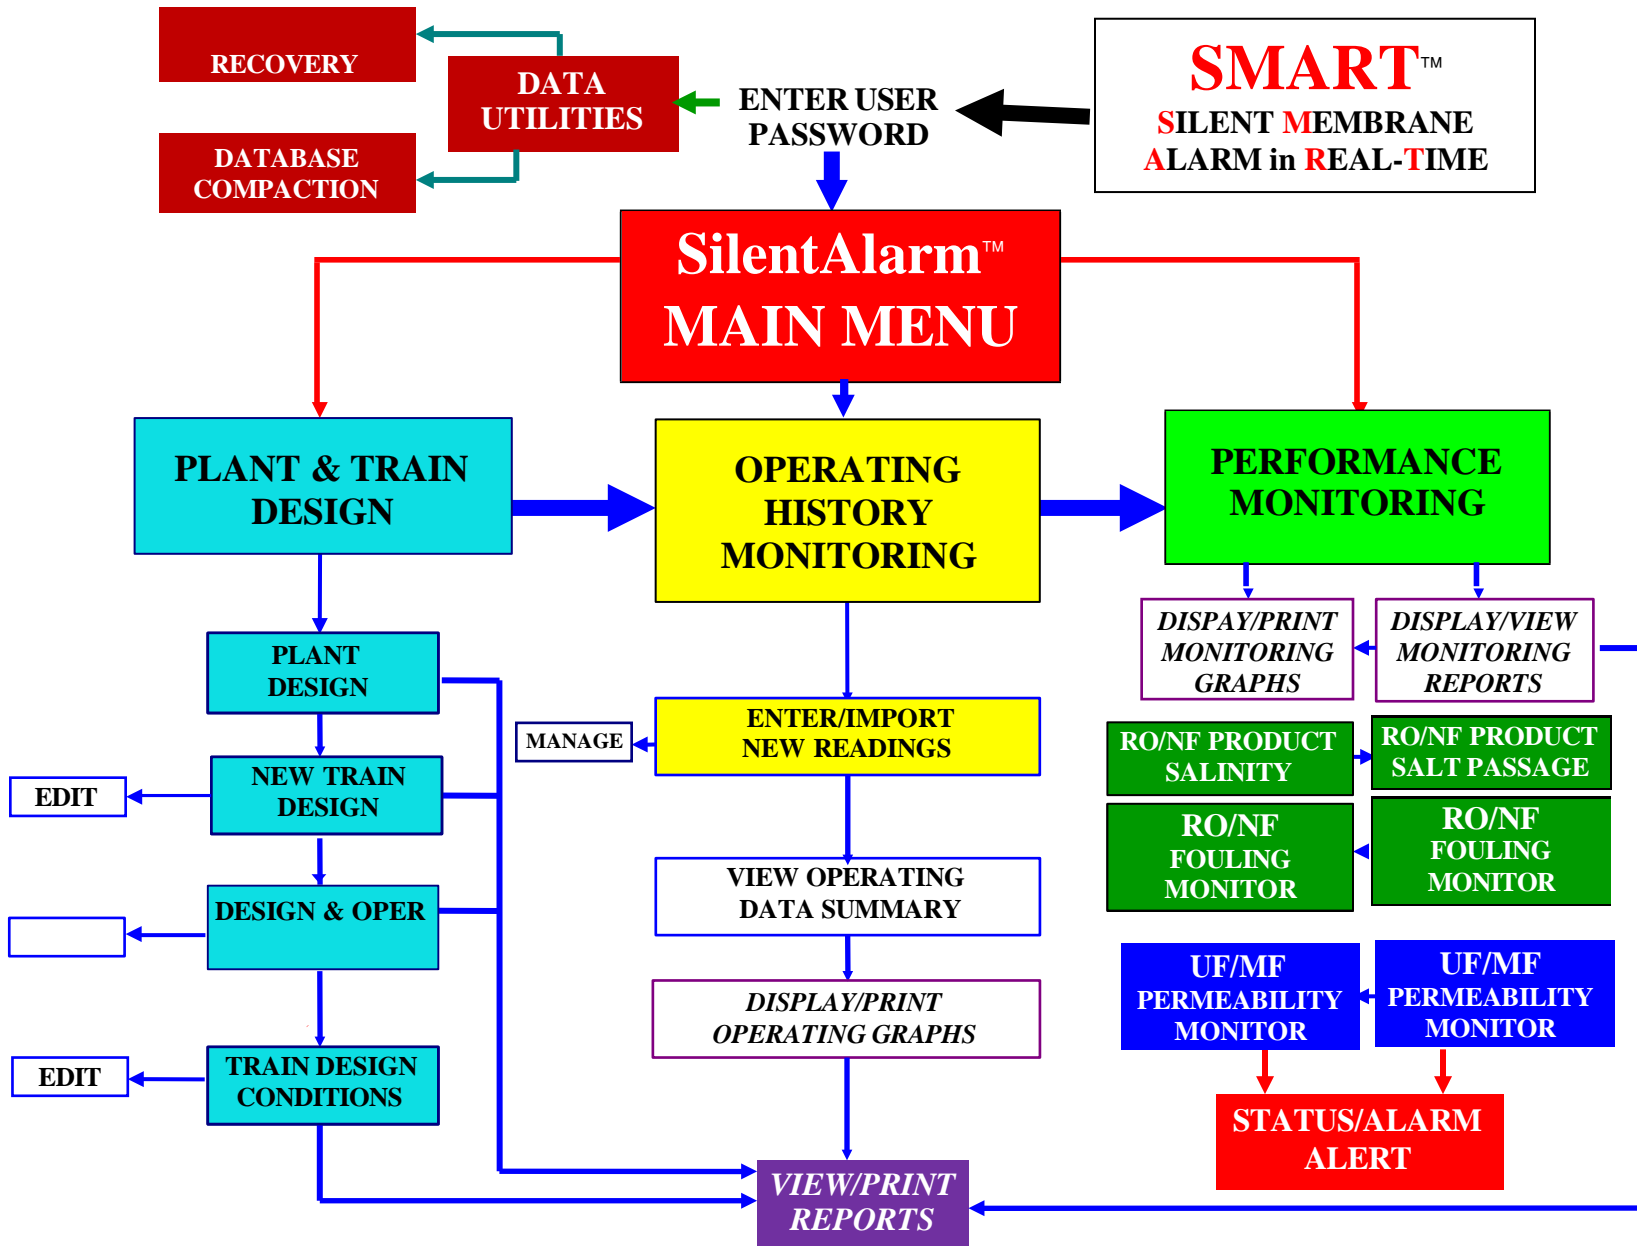 RECOVERY
DATA
UTILITIES
DATABASE
COMPACTION
ENTER USER
PASSWORD
SMART™
SILENT MEMBRANE
ALARM in REAL-TIME
SilentAlarm™
MAIN MENU
PLANT & TRAIN
DESIGN
OPERATING
HISTORY
MONITORING
PERFORMANCE
MONITORING
PLANT
DESIGN
NEW TRAIN
DESIGN
EDIT
DESIGN & OPER
TRAIN DESIGN
CONDITIONS
EDIT
ENTER/IMPORT
NEW READINGS
MANAGE
VIEW OPERATING
DATA SUMMARY
DISPLAY/PRINT
OPERATING GRAPHS
VIEW/PRINT
REPORTS
DISPAY/PRINT
MONITORING
GRAPHS
DISPLAY/VIEW
MONITORING
REPORTS
RO/NF PRODUCT
SALINITY
RO/NF PRODUCT
SALT PASSAGE
RO/NF
FOULING
MONITOR
RO/NF
FOULING
MONITOR
UF/MF
PERMEABILITY
MONITOR
UF/MF
PERMEABILITY
MONITOR
STATUS/ALARM
ALERT